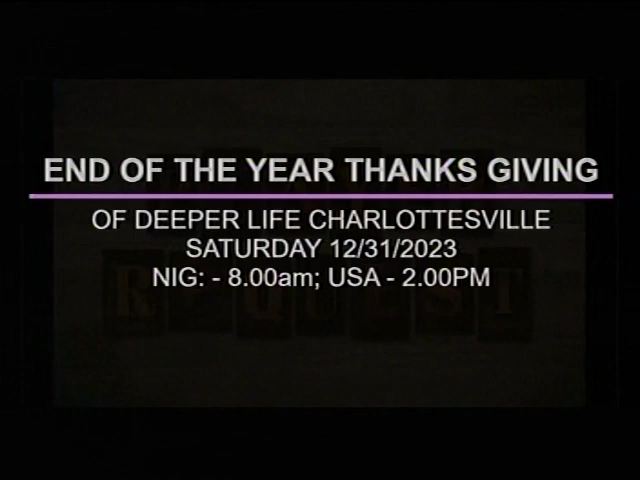 END OF THE YEAR THANKS GIVING
OF DEEPER LIFE CHARLOTTESVILLE
SATURDAY 12/31/2023
NIG: - 8.00am; USA - 2.00PM
REQUEST